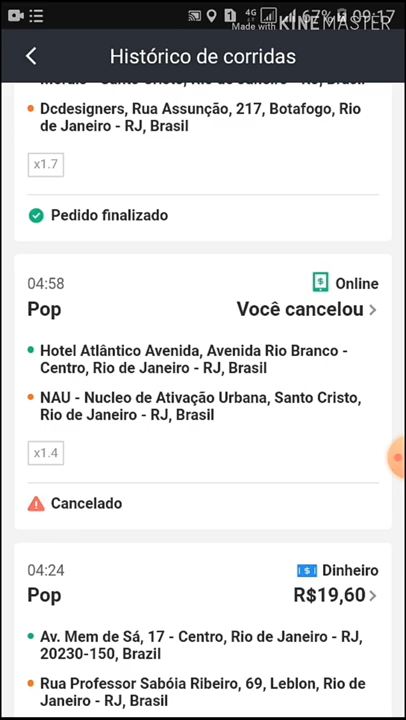 4G 67% 09:17
Made with KINEMASTER
Histórico de corridas
Dcdesigners, Rua Assunção, 217, Botafogo, Rio
de Janeiro - RJ, Brasil
x1.7
Pedido finalizado
04:58 Online
Pop Você cancelou >
Hotel Atlântico Avenida, Avenida Rio Branco -
Centro, Rio de Janeiro - RJ, Brasil
NAU - Nucleo de Ativação Urbana, Santo Cristo,
Rio de Janeiro - RJ, Brasil
x1.4
Cancelado
04:24 Dinheiro
Pop R$19,60 >
Av. Mem de Sá, 17 - Centro, Rio de Janeiro - RJ,
20230-150, Brazil
Rua Professor Sabóia Ribeiro, 69, Leblon, Rio de
Janeiro - RJ, Brasil